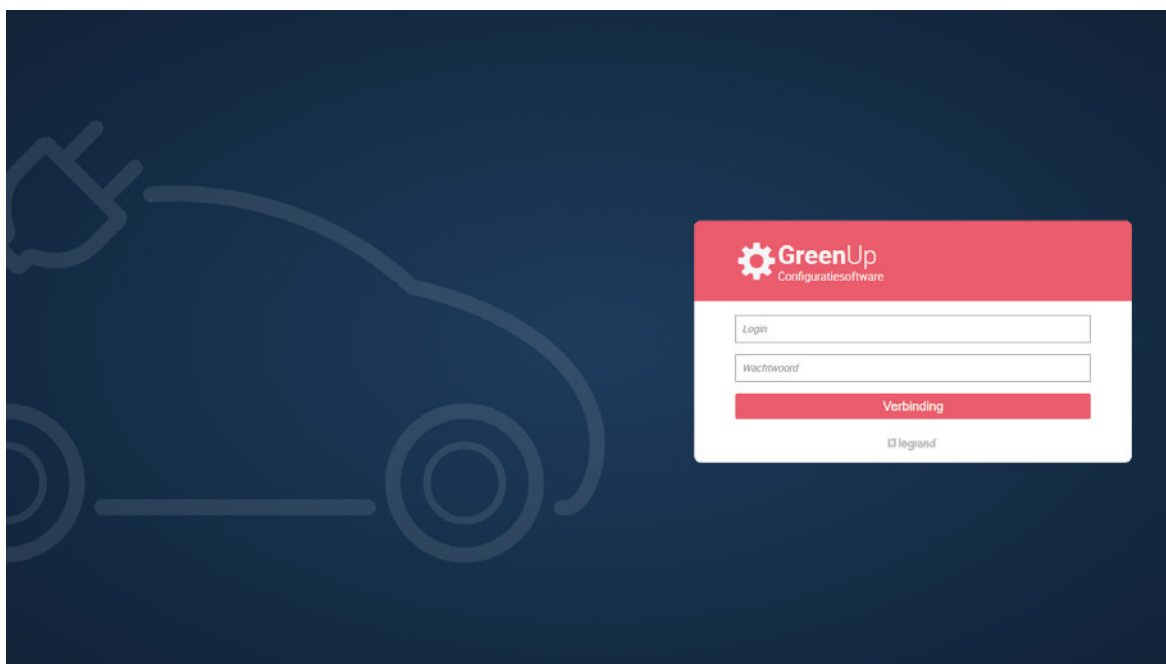 GreenUp
Configuratiesoftware
Login
Wachtwoord
Verbinding
legrand